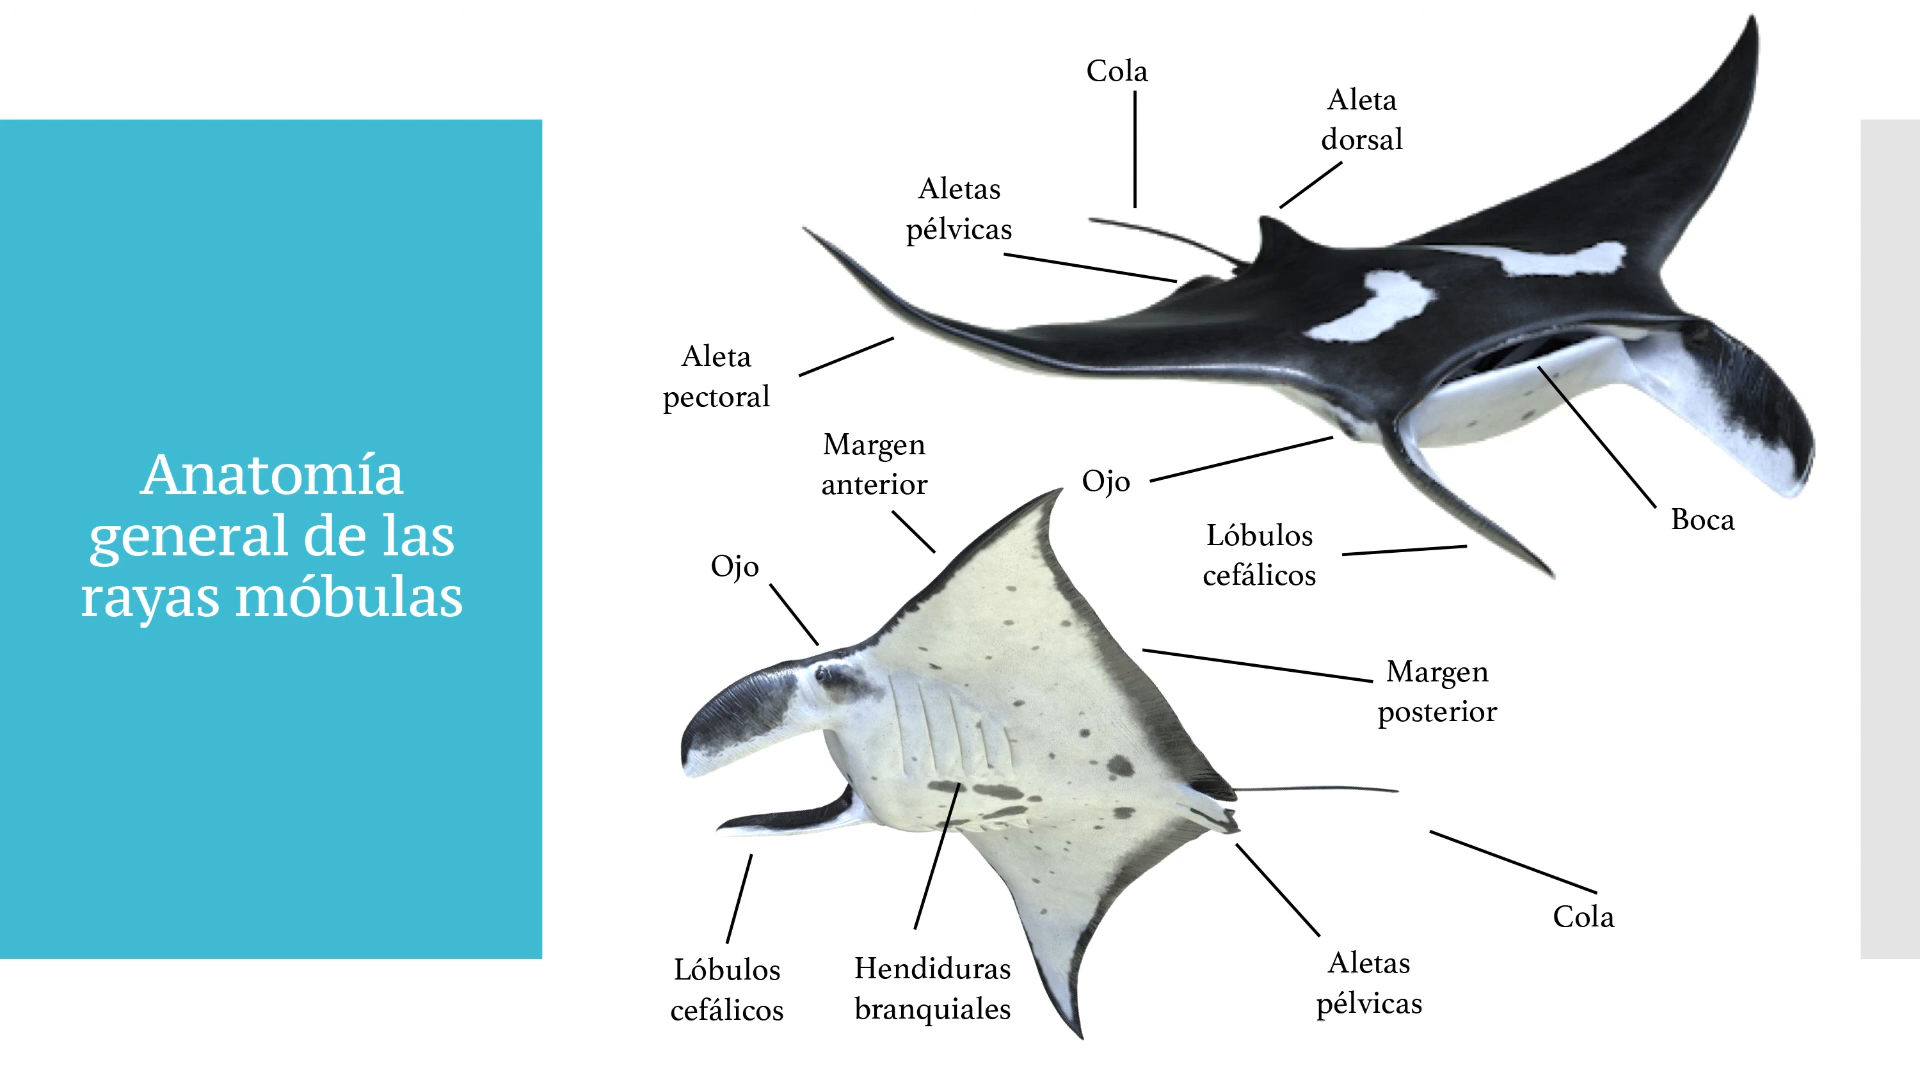 Anatomía
general de las
rayas móbulas
Cola
Aleta
dorsal
Aletas
pélvicas
Aleta
pectoral
Margen
anterior
Ojo
Boca
Lóbulos
cefálicos
Ojo
Margen
posterior
Cola
Lóbulos
cefálicos
Hendiduras
branquiales
Aletas
pélvicas